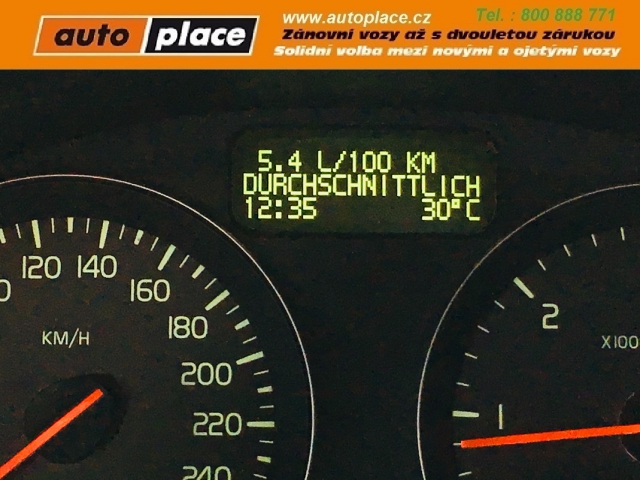 auto place
www.autoplace.cz
Tel. : 800 888 771
Zánovní vozy až s dvouletou zárukou
Solidní volba mezi novými a ojetými vozy
5.4 L/100 KM
DURCHSCHNITTLICH
12:35 30°C
120
140
160
180
200
220
240
KM/H
2
1
X100